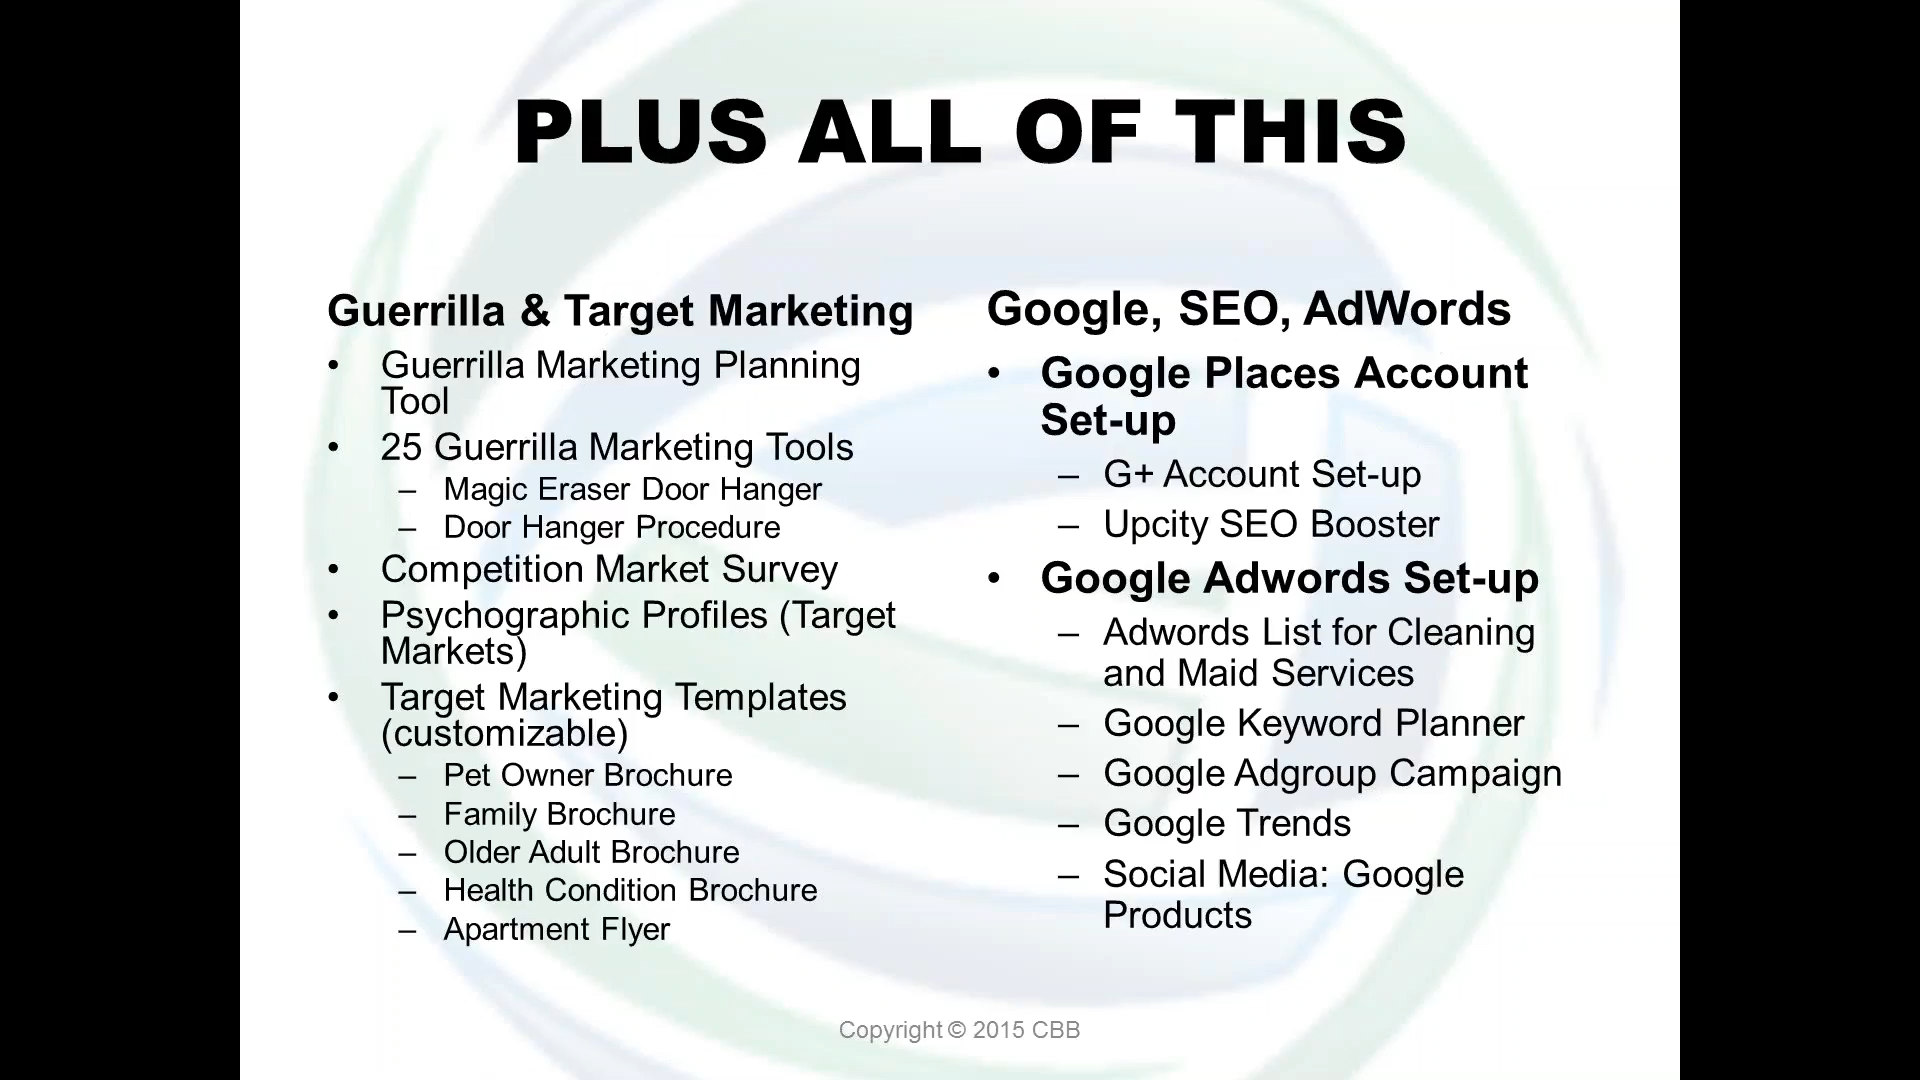 PLUS ALL OF THIS
Guerrilla & Target Marketing
• Guerrilla Marketing Planning
Tool
• 25 Guerrilla Marketing Tools
– Magic Eraser Door Hanger
– Door Hanger Procedure
• Competition Market Survey
• Psychographic Profiles (Target
Markets)
• Target Marketing Templates
(customizable)
– Pet Owner Brochure
– Family Brochure
– Older Adult Brochure
– Health Condition Brochure
– Apartment Flyer
Google, SEO, AdWords
• Google Places Account
Set-up
– G+ Account Set-up
– Upcity SEO Booster
• Google Adwords Set-up
– Adwords List for Cleaning
and Maid Services
– Google Keyword Planner
– Google Adgroup Campaign
– Google Trends
– Social Media: Google
Products
Copyright © 2015 CBB